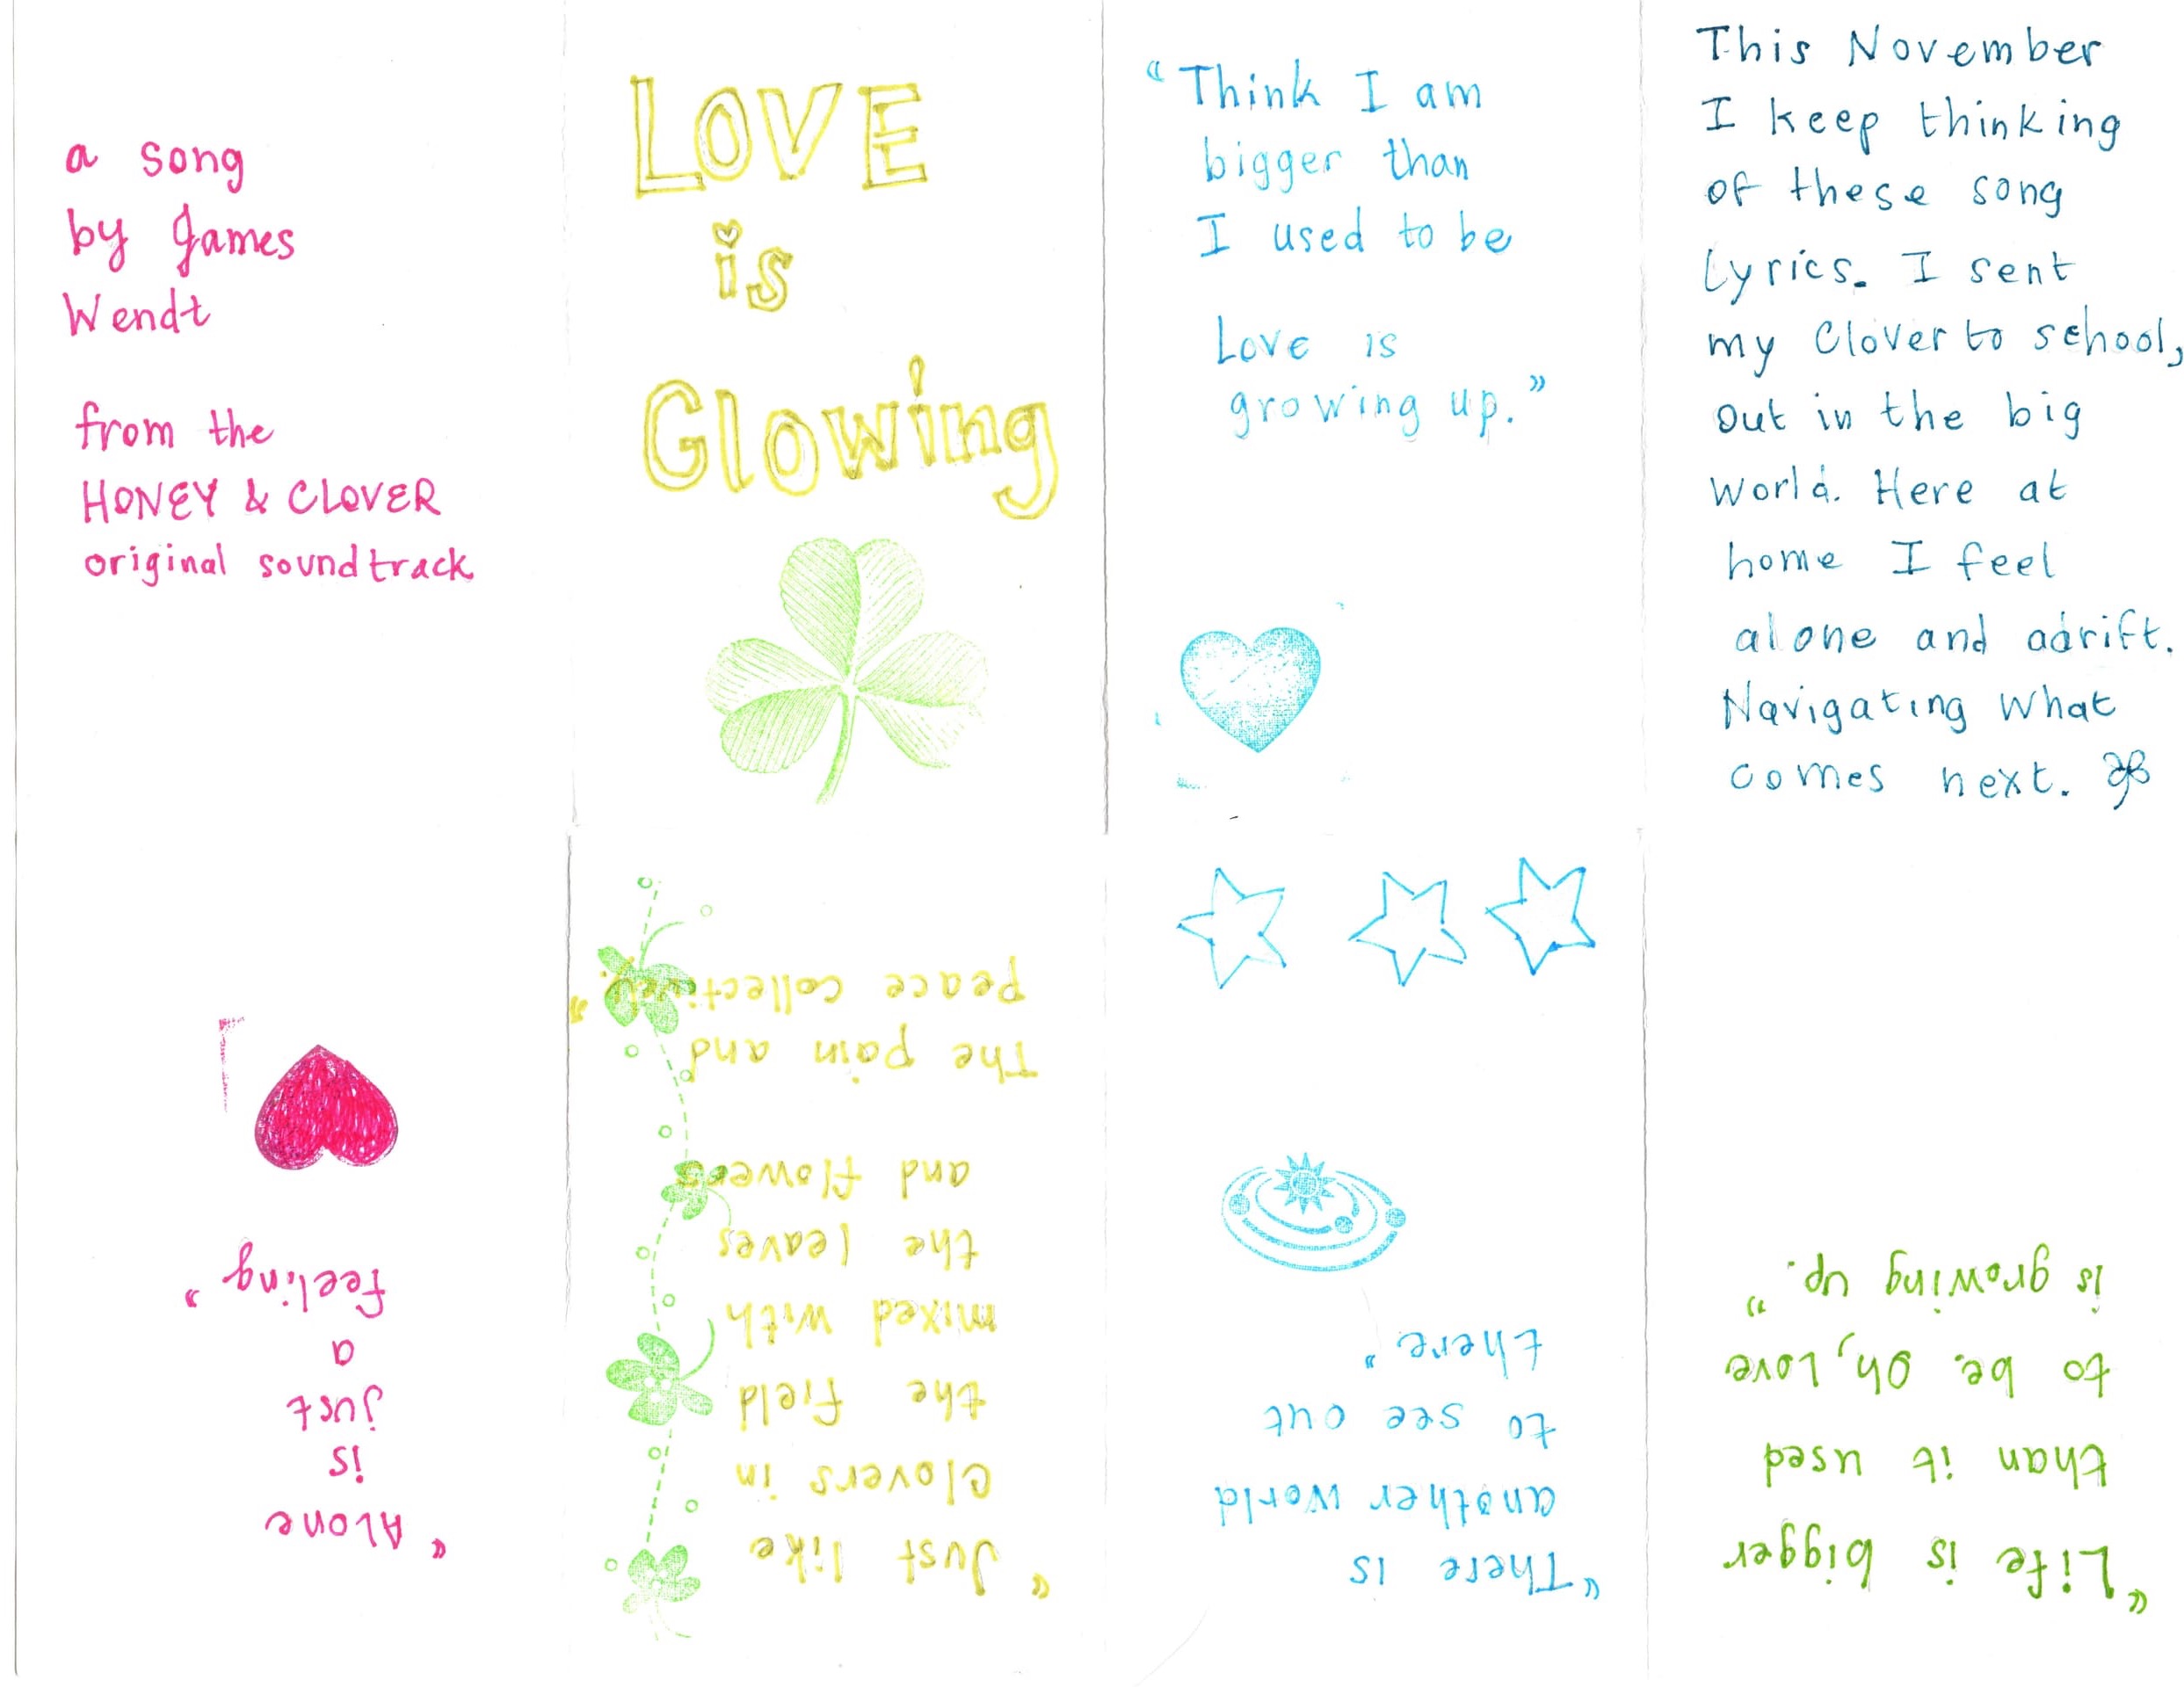 a song
by James
Wendt
from the
HONEY & CLOVER
original soundtrack
LOVE
is
Glowing
“Think I am
bigger than
I used to be
Love is
growing up.”
This November
I keep thinking
of these song
Lyrics. I sent
my Clover to school,
out in the big
world. Here at
home I feel
alone and adrift.
Navigating what
comes next.
“Life is bigger
than it used
to be. Oh, love
is growing up.”
“There is
another world
to see out
there.”
“Just like
Clovers in
the field
mixed with
the leaves
and flowers
The pain and
peace collectively.”
“Alone
is
just
a
feeling”